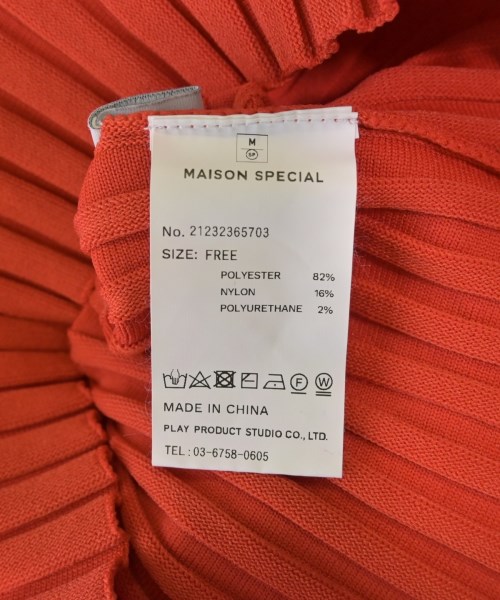 M
SP
MAISON SPECIAL
No. 21232365703
SIZE: FREE
POLYESTER 82%
NYLON 16%
POLYURETHANE 2%
F W
MADE IN CHINA
PLAY PRODUCT STUDIO CO., LTD.
TEL: 03-6758-0605